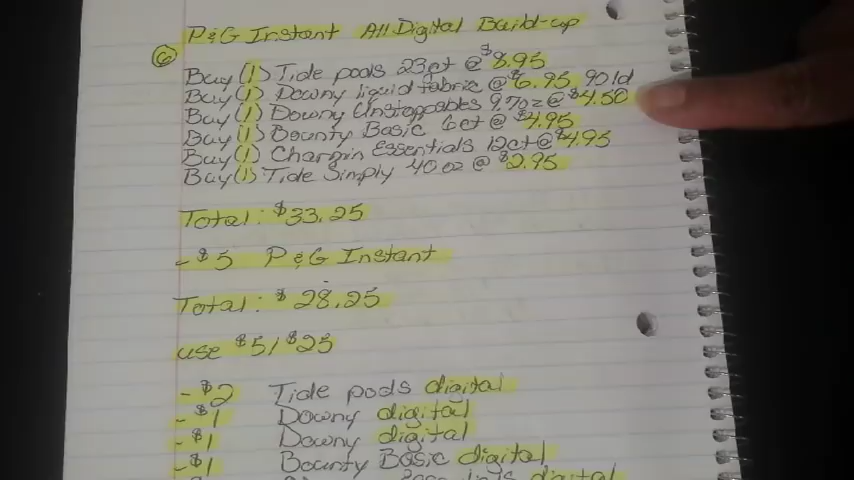 P&G Instant All Digital Build-up
6
Buy (1) Tide pods 23ct @ $8.95
Buy (1) Downy liquid fabric @ $6.95 90ld
Buy (1) Downy Unstoppables 9.7oz @ $4.50
Buy (1) Bounty Basic 6ct @ $4.95
Buy (1) Charmin Essentials 12ct @ $4.95
Buy (1) Tide Simply 40oz @ $2.95
Total: $33.25
- $5 P&G Instant
Total: $28.25
use $5/$25
- $2 Tide pods digital
- $1 Downy digital
- $1 Downy digital
- $1 Bounty Basic digital
digital